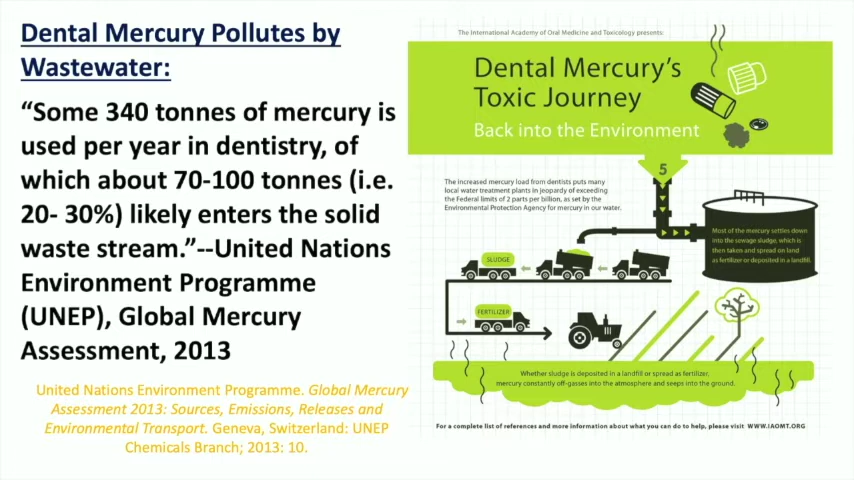 Dental Mercury Pollutes by
Wastewater:
“Some 340 tonnes of mercury is
used per year in dentistry, of
which about 70-100 tonnes (i.e.
20- 30%) likely enters the solid
waste stream.”--United Nations
Environment Programme
(UNEP), Global Mercury
Assessment, 2013
United Nations Environment Programme. Global Mercury
Assessment 2013: Sources, Emissions, Releases and
Environmental Transport. Geneva, Switzerland: UNEP
Chemicals Branch; 2013: 10.
The International Academy of Oral Medicine and Toxicology presents:
Dental Mercury’s
Toxic Journey
Back into the Environment
5
The increased mercury load from dentists puts many
local water treatment plants in jeopardy of exceeding
the Federal limits of 2 parts per billion, as set by the
Environmental Protection Agency for mercury in our water.
Most of the mercury settles down
into the sewage sludge, which is
then taken and spread on land
as fertilizer or deposited in a landfill.
SLUDGE
FERTILIZER
Whether sludge is deposited in a landfill or spread as fertilizer,
mercury constantly off-gasses into the atmosphere and seeps into the ground.
For a complete list of references and more information about what you can do to help, please visit WWW.IAOMT.ORG